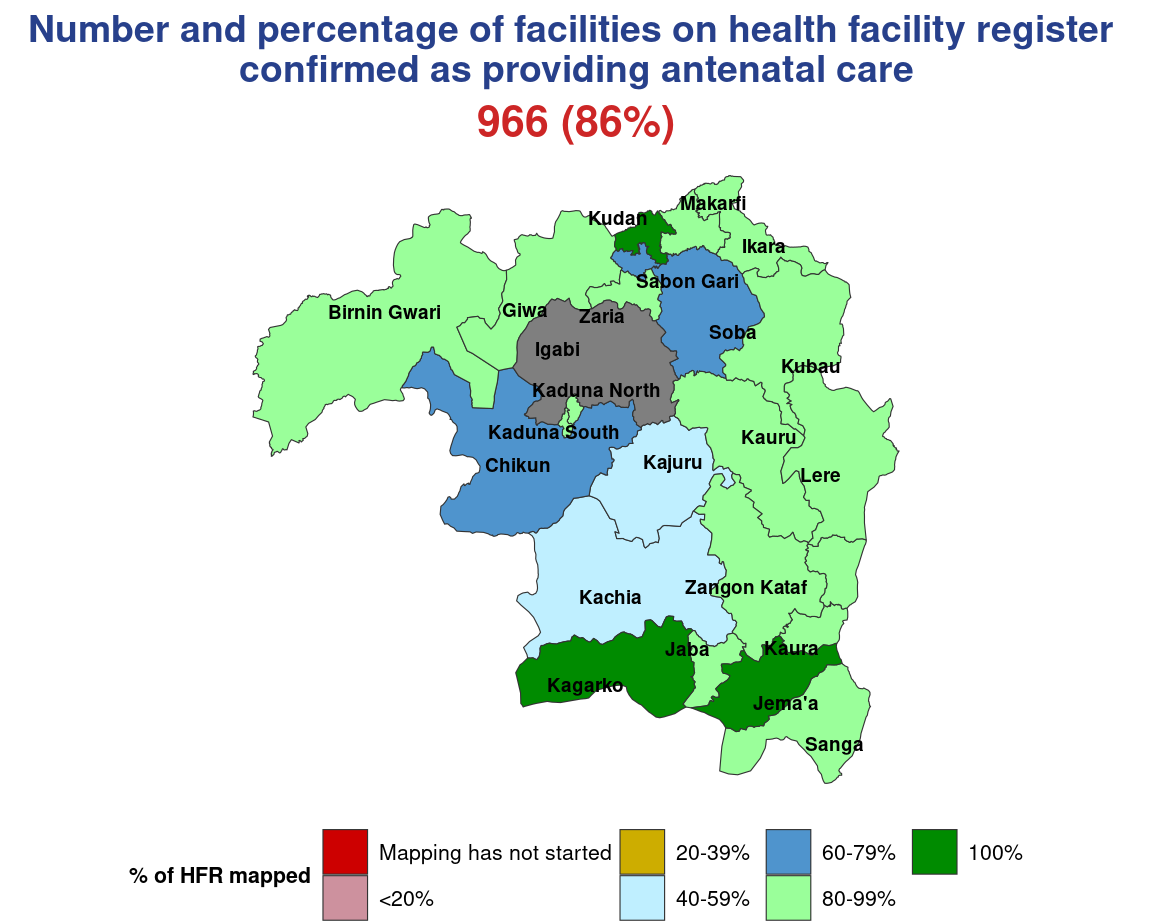 Number and percentage of facilities on health facility register
confirmed as providing antenatal care
966 (86%)
Makarfi
Kudan
Ikara
Sabon Gari
Birnin Gwari
Giwa
Zaria
Soba
Igabi
Kubau
Kaduna North
Kaduna South
Kauru
Chikun
Kajuru
Lere
Zangon Kataf
Kachia
Jaba
Kaura
Kagarko
Jema'a
Sanga
% of HFR mapped
Mapping has not started
<20%
20-39%
40-59%
60-79%
80-99%
100%